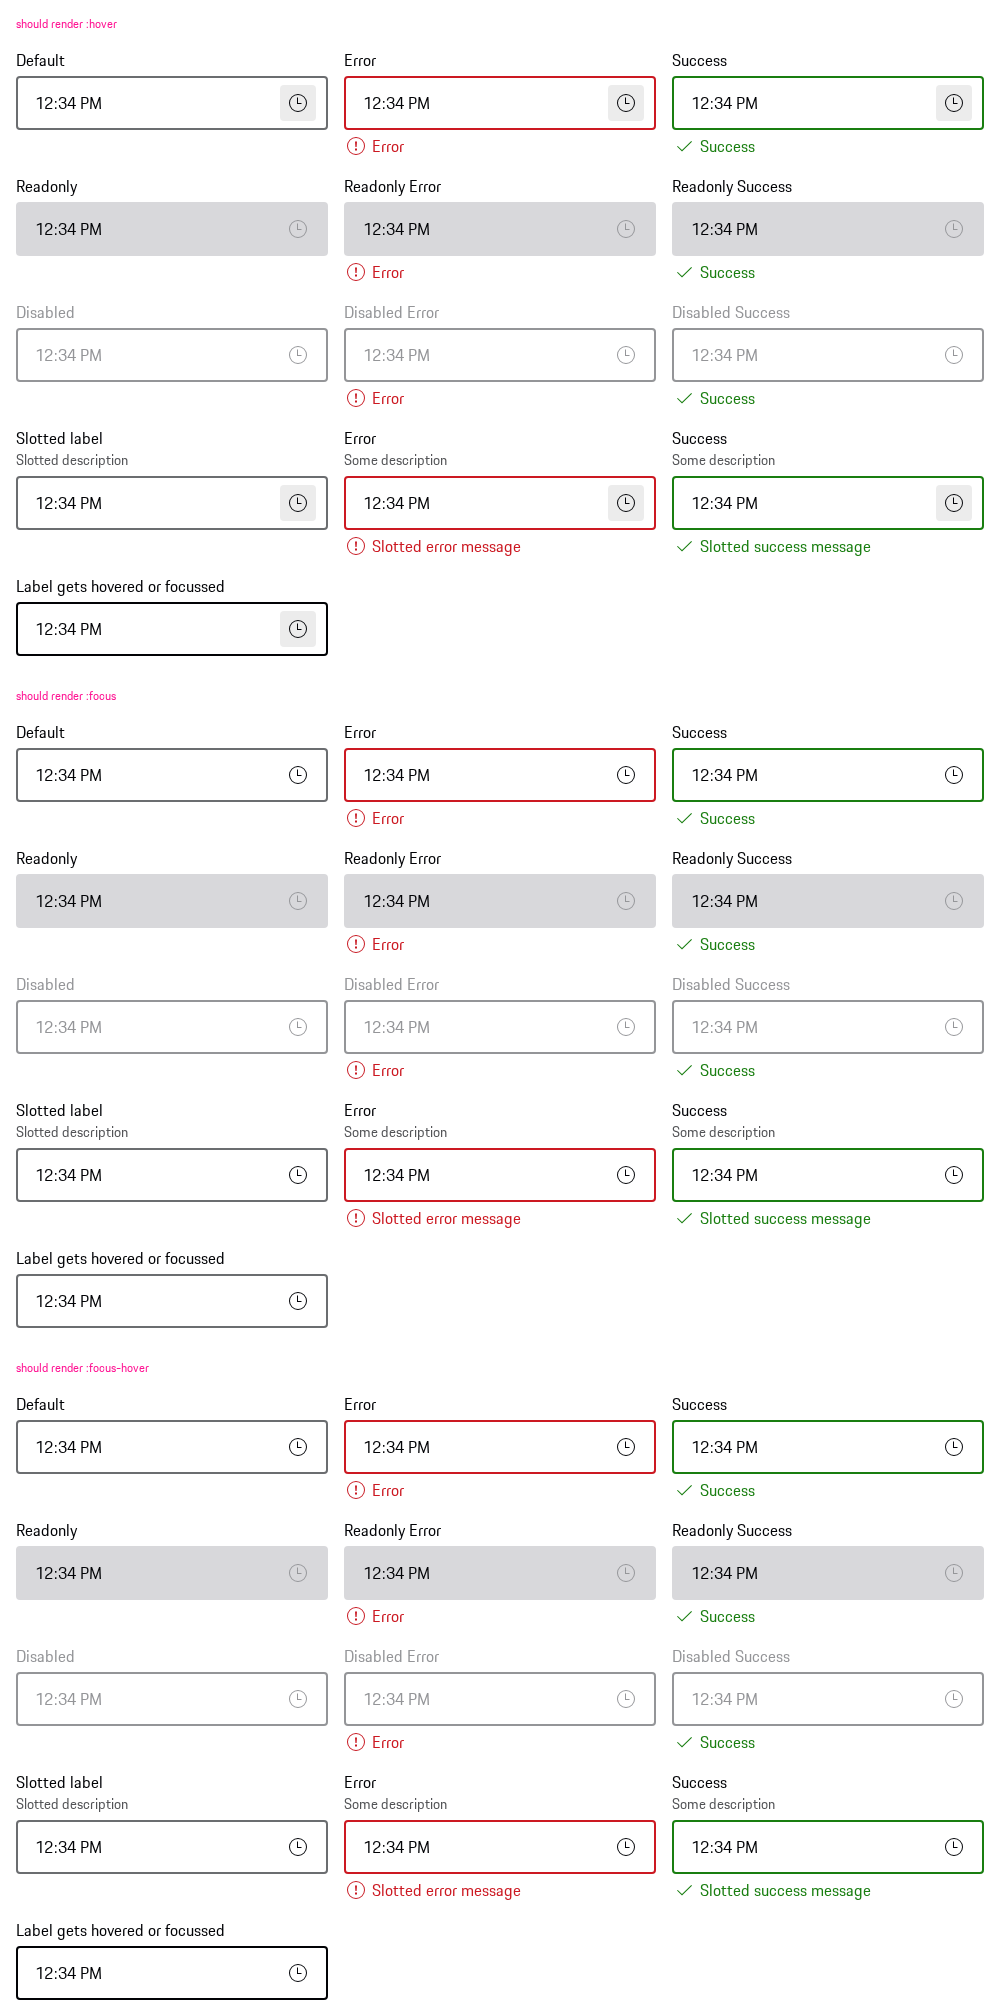 should render :hover
Default Error Success
12:34 PM 12:34 PM 12:34 PM
Error Success
Readonly Readonly Error Readonly Success
12:34 PM 12:34 PM 12:34 PM
Error Success
Disabled Disabled Error Disabled Success
12:34 PM 12:34 PM 12:34 PM
Error Success
Slotted label Error Success
Slotted description Some description Some description
12:34 PM 12:34 PM 12:34 PM
Slotted error message Slotted success message
Label gets hovered or focussed
12:34 PM
should render :focus
Default Error Success
12:34 PM 12:34 PM 12:34 PM
Error Success
Readonly Readonly Error Readonly Success
12:34 PM 12:34 PM 12:34 PM
Error Success
Disabled Disabled Error Disabled Success
12:34 PM 12:34 PM 12:34 PM
Error Success
Slotted label Error Success
Slotted description Some description Some description
12:34 PM 12:34 PM 12:34 PM
Slotted error message Slotted success message
Label gets hovered or focussed
12:34 PM
should render :focus-hover
Default Error Success
12:34 PM 12:34 PM 12:34 PM
Error Success
Readonly Readonly Error Readonly Success
12:34 PM 12:34 PM 12:34 PM
Error Success
Disabled Disabled Error Disabled Success
12:34 PM 12:34 PM 12:34 PM
Error Success
Slotted label Error Success
Slotted description Some description Some description
12:34 PM 12:34 PM 12:34 PM
Slotted error message Slotted success message
Label gets hovered or focussed
12:34 PM